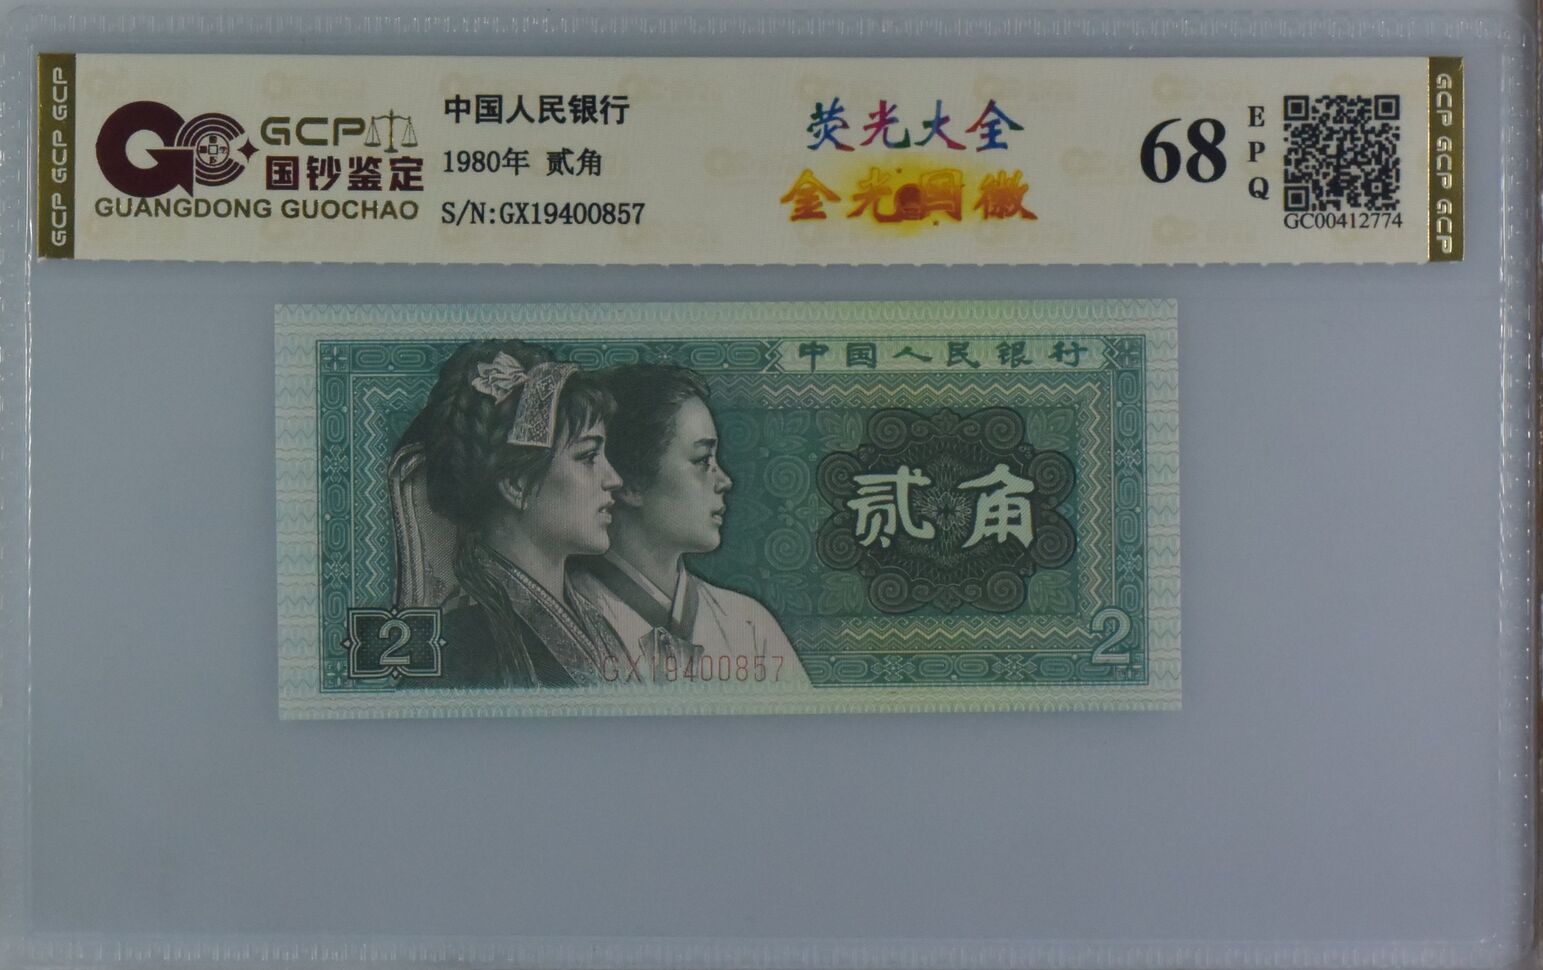 GCP GCP GCP
GCP
国钞鉴定
GUANGDONG GUOCHAO
中国人民银行
1980年 贰角
S/N:GX19400857
荧光大全
金光国徽
68
EPQ
GC00412774
GCP GCP GCP
中国人民银行
贰角
2
2
GX19400857